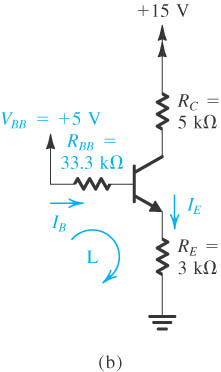 +15 V
R_C =
5 kΩ
V_BB = +5 V
R_BB =
33.3 kΩ
I_B
I_E
L
R_E =
3 kΩ
(b)